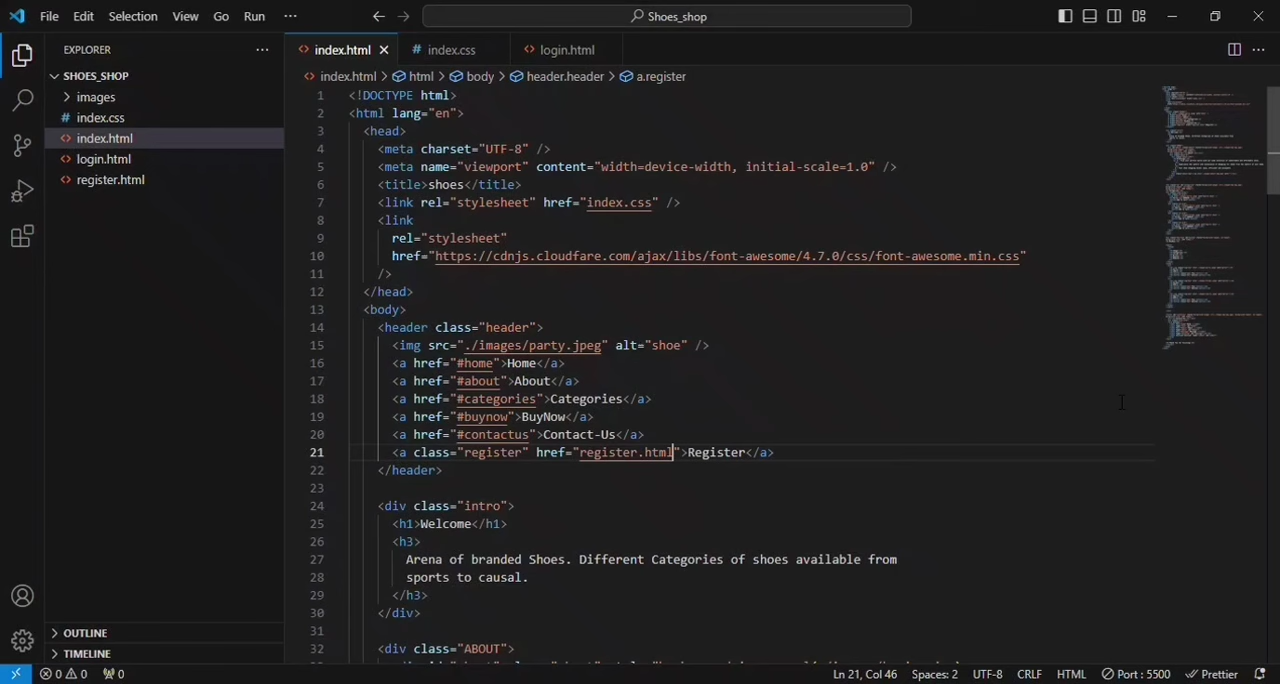 File Edit Selection View Go Run ··· Shoes_shop
EXPLORER ···
SHOES_SHOP
images
# index.css
<> index.html
<> login.html
<> register.html
OUTLINE
TIMELINE
<> index.html # index.css <> login.html
<> index.html > html > body > header.header > a.register
1 <!DOCTYPE html>
2 <html lang="en">
3 <head>
4 <meta charset="UTF-8" />
5 <meta name="viewport" content="width=device-width, initial-scale=1.0" />
6 <title>shoes</title>
7 <link rel="stylesheet" href="index.css" />
8 <link
9 rel="stylesheet"
10 href="https://cdnjs.cloudfare.com/ajax/libs/font-awesome/4.7.0/css/font-awesome.min.css"
11 />
12 </head>
13 <body>
14 <header class="header">
15 <img src="./images/party.jpeg" alt="shoe" />
16 <a href="#home">Home</a>
17 <a href="#about">About</a>
18 <a href="#categories">Categories</a>
19 <a href="#buynow">BuyNow</a>
20 <a href="#contactus">Contact-Us</a>
21 <a class="register" href="register.html">Register</a>
22 </header>
23
24 <div class="intro">
25 <h1>Welcome</h1>
26 <h3>
27 Arena of branded Shoes. Different Categories of shoes available from
28 sports to causal.
29 </h3>
30 </div>
31
32 <div class="ABOUT">
0 0 0 Ln 21, Col 46 Spaces: 2 UTF-8 CRLF HTML Port : 5500 Prettier